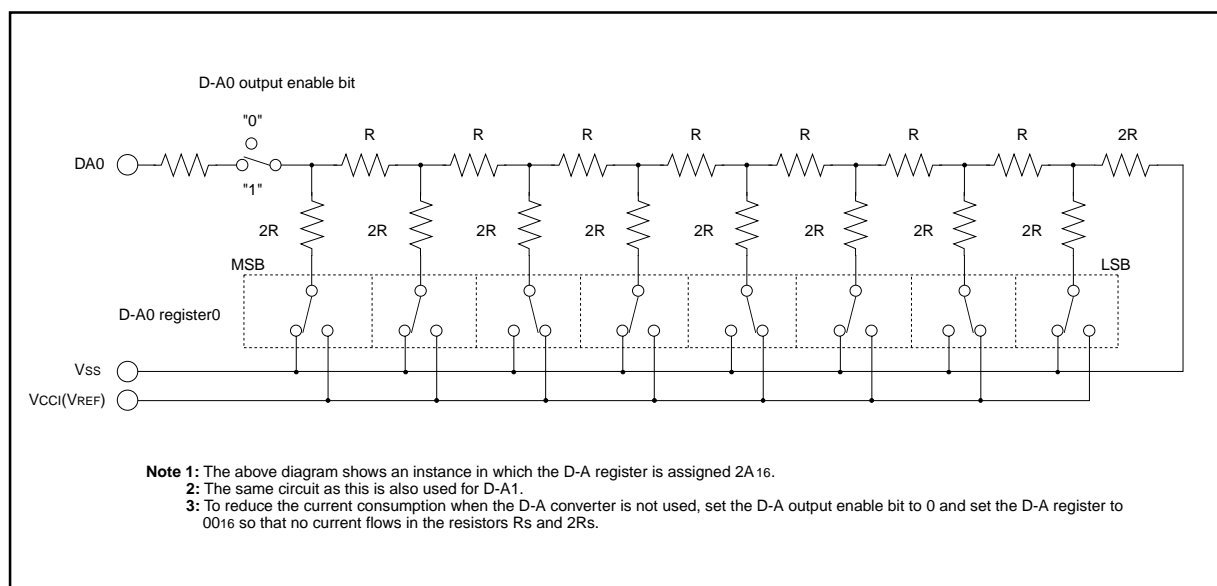 D-A0 output enable bit
"0"
R R R R R R R 2R
DA0
"1"
2R 2R 2R 2R 2R 2R 2R 2R
MSB LSB
D-A0 register0
VSS
VCCI(VREF)
Note 1: The above diagram shows an instance in which the D-A register is assigned 2A16.
2: The same circuit as this is also used for D-A1.
3: To reduce the current consumption when the D-A converter is not used, set the D-A output enable bit to 0 and set the D-A register to
0016 so that no current flows in the resistors Rs and 2Rs.